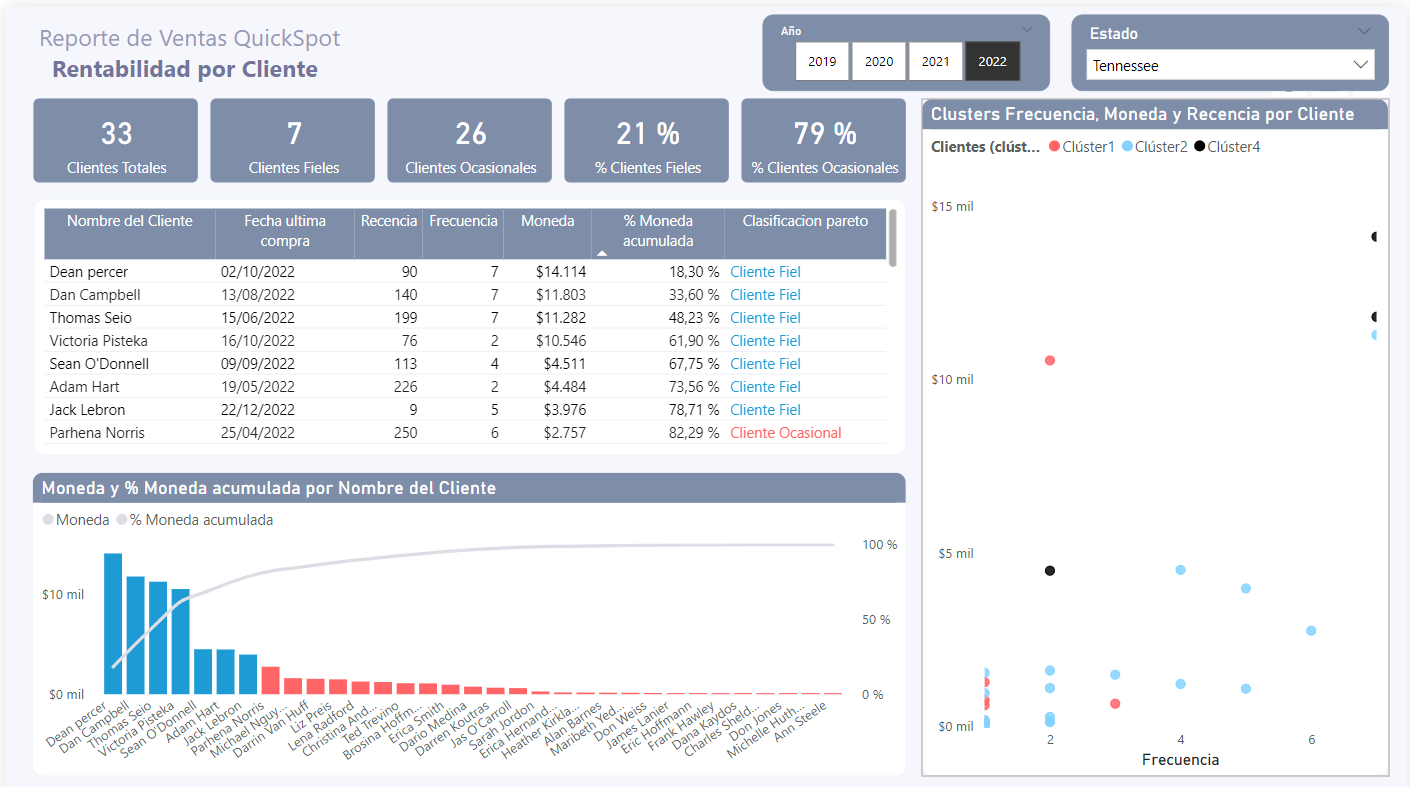 Reporte de Ventas QuickSpot
Rentabilidad por Cliente
Año
2019 2020 2021 2022
Estado
Tennessee
33
Clientes Totales
7
Clientes Fieles
26
Clientes Ocasionales
21 %
% Clientes Fieles
79 %
% Clientes Ocasionales
Nombre del Cliente Fecha ultima compra Recencia Frecuencia Moneda % Moneda acumulada Clasificacion pareto
Dean percer 02/10/2022 90 7 $14.114 18,30 % Cliente Fiel
Dan Campbell 13/08/2022 140 7 $11.803 33,60 % Cliente Fiel
Thomas Seio 15/06/2022 199 7 $11.282 48,23 % Cliente Fiel
Victoria Pisteka 16/10/2022 76 2 $10.546 61,90 % Cliente Fiel
Sean O'Donnell 09/09/2022 113 4 $4.511 67,75 % Cliente Fiel
Adam Hart 19/05/2022 226 2 $4.484 73,56 % Cliente Fiel
Jack Lebron 22/12/2022 9 5 $3.976 78,71 % Cliente Fiel
Parhena Norris 25/04/2022 250 6 $2.757 82,29 % Cliente Ocasional
Moneda y % Moneda acumulada por Nombre del Cliente
Moneda % Moneda acumulada
$10 mil
$0 mil
100 %
50 %
0 %
Dean percer
Dan Campbell
Thomas Seio
Victoria Pisteka
Sean O'Donnell
Adam Hart
Jack Lebron
Parhena Norris
Michael Nguy...
Darrin Van Huff
Liz Preis
Lena Radford
Christina And...
Ted Trevino
Brosina Hoffm...
Erica Smith
Dario Medina
Darren Koutras
Jas O'Carroll
Sarah Jordon
Erica Hernand...
Heather Kirkla...
Alan Barnes
Maribeth Yed...
Don Weiss
James Lanier
Eric Hoffmann
Frank Hawley
Dana Kaydos
Charles Sheld...
Don Jones
Michelle Huth...
Ann Steele
Clusters Frecuencia, Moneda y Recencia por Cliente
Clientes (clúst... Clúster1 Clúster2 Clúster4
$15 mil
$10 mil
$5 mil
$0 mil
2 4 6
Frecuencia